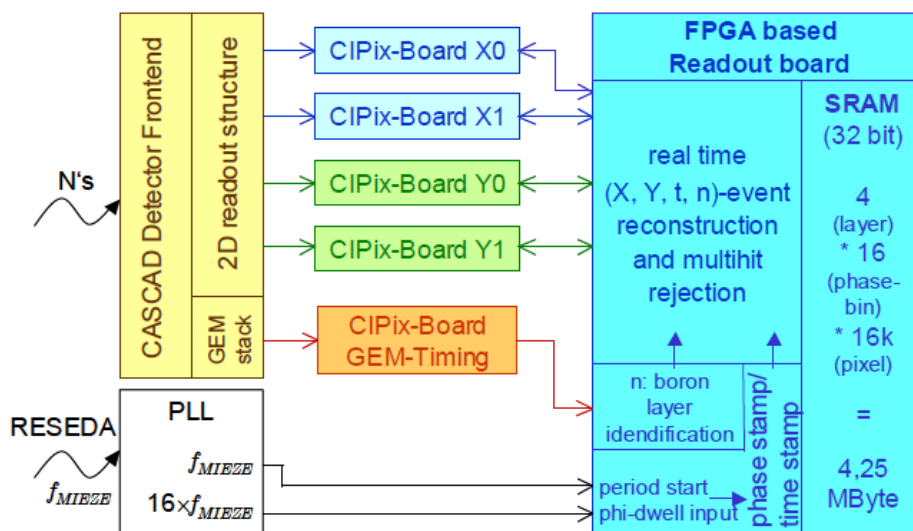 N's
CASCAD Detector Frontend
2D readout structure
GEM
stack
CIPix-Board X0
CIPix-Board X1
CIPix-Board Y0
CIPix-Board Y1
CIPix-Board
GEM-Timing
FPGA based
Readout board
real time
(X, Y, t, n)-event
reconstruction
and multihit
rejection
SRAM
(32 bit)
4
(layer)
* 16
(phase-
bin)
* 16k
(pixel)
=
4,25
MByte
n: boron
layer
idendification
phase stamp/
time stamp
period start
phi-dwell input
RESEDA
f_MIEZE
PLL
f_MIEZE
16×f_MIEZE